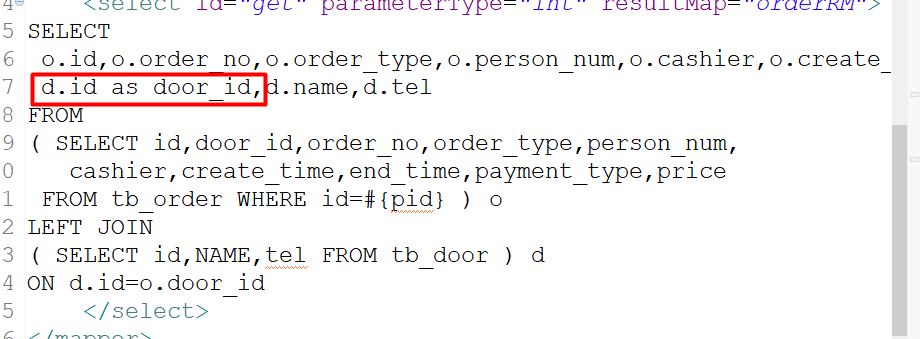 4 <select id="get" parameterType="int" resultMap="orderRM">
5 SELECT
6 o.id,o.order_no,o.order_type,o.person_num,o.cashier,o.create_
7 d.id as door_id,d.name,d.tel
8 FROM
9 ( SELECT id,door_id,order_no,order_type,person_num,
0 cashier,create_time,end_time,payment_type,price
1 FROM tb_order WHERE id=#{pid} ) o
2 LEFT JOIN
3 ( SELECT id,NAME,tel FROM tb_door ) d
4 ON d.id=o.door_id
5 </select>
6 </mapper>